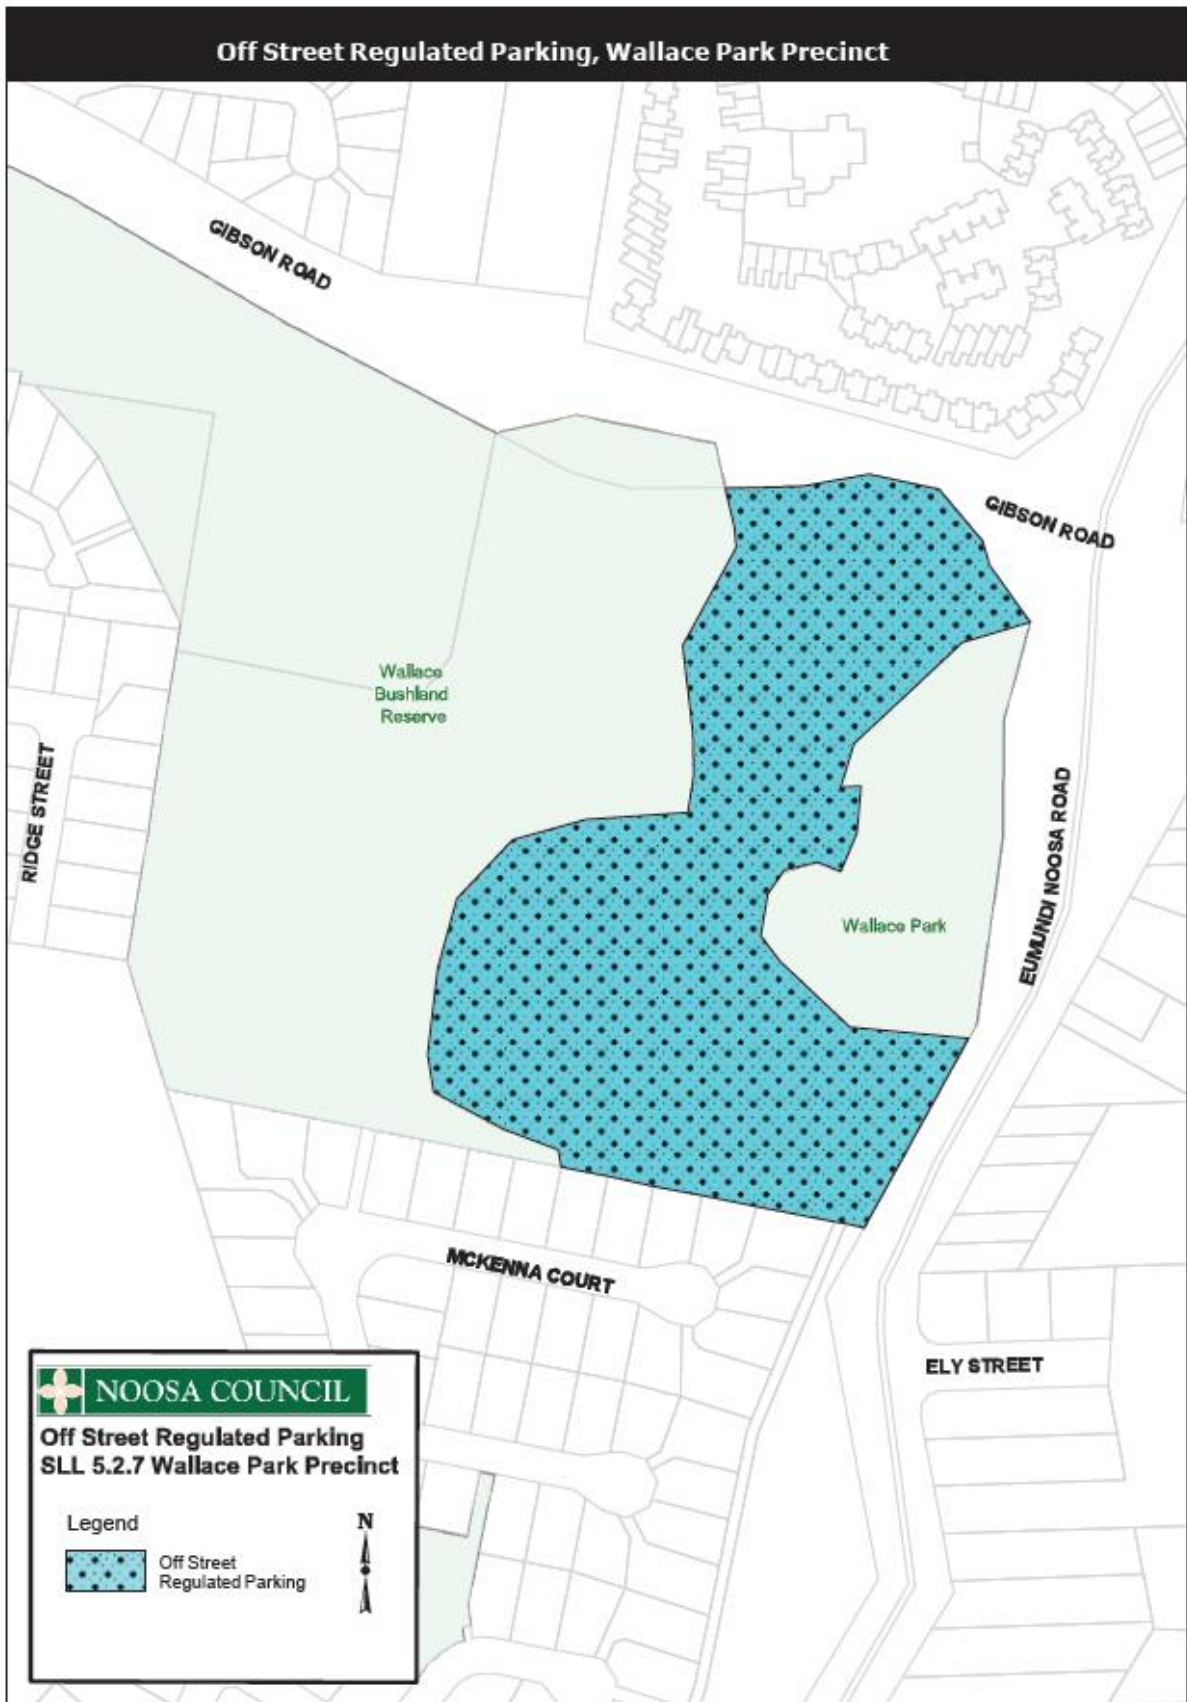 Off Street Regulated Parking, Wallace Park Precinct
GIBSON ROAD
GIBSON ROAD
Wallace
Bushland
Reserve
RIDGE STREET
EUMUNDI NOOSA ROAD
Wallace Park
MCKENNA COURT
ELY STREET
NOOSA COUNCIL
Off Street Regulated Parking
SLL 5.2.7 Wallace Park Precinct
Legend
N
Off Street
Regulated Parking